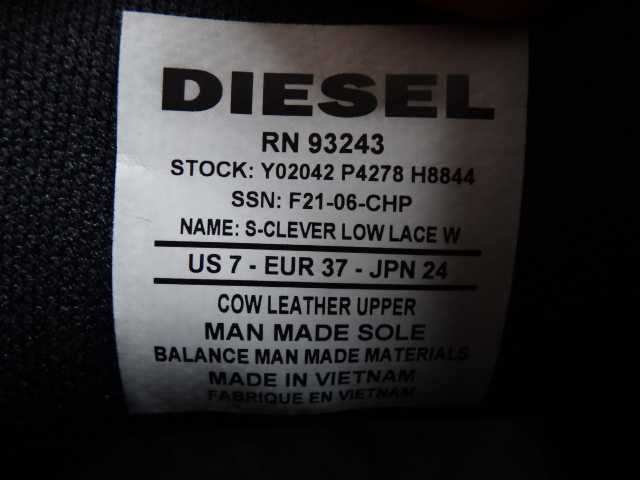 DIESEL
RN 93243
STOCK: Y02042 P4278 H8844
SSN: F21-06-CHP
NAME: S-CLEVER LOW LACE W
US 7 - EUR 37 - JPN 24
COW LEATHER UPPER
MAN MADE SOLE
BALANCE MAN MADE MATERIALS
MADE IN VIETNAM
FABRIQUE EN VIETNAM